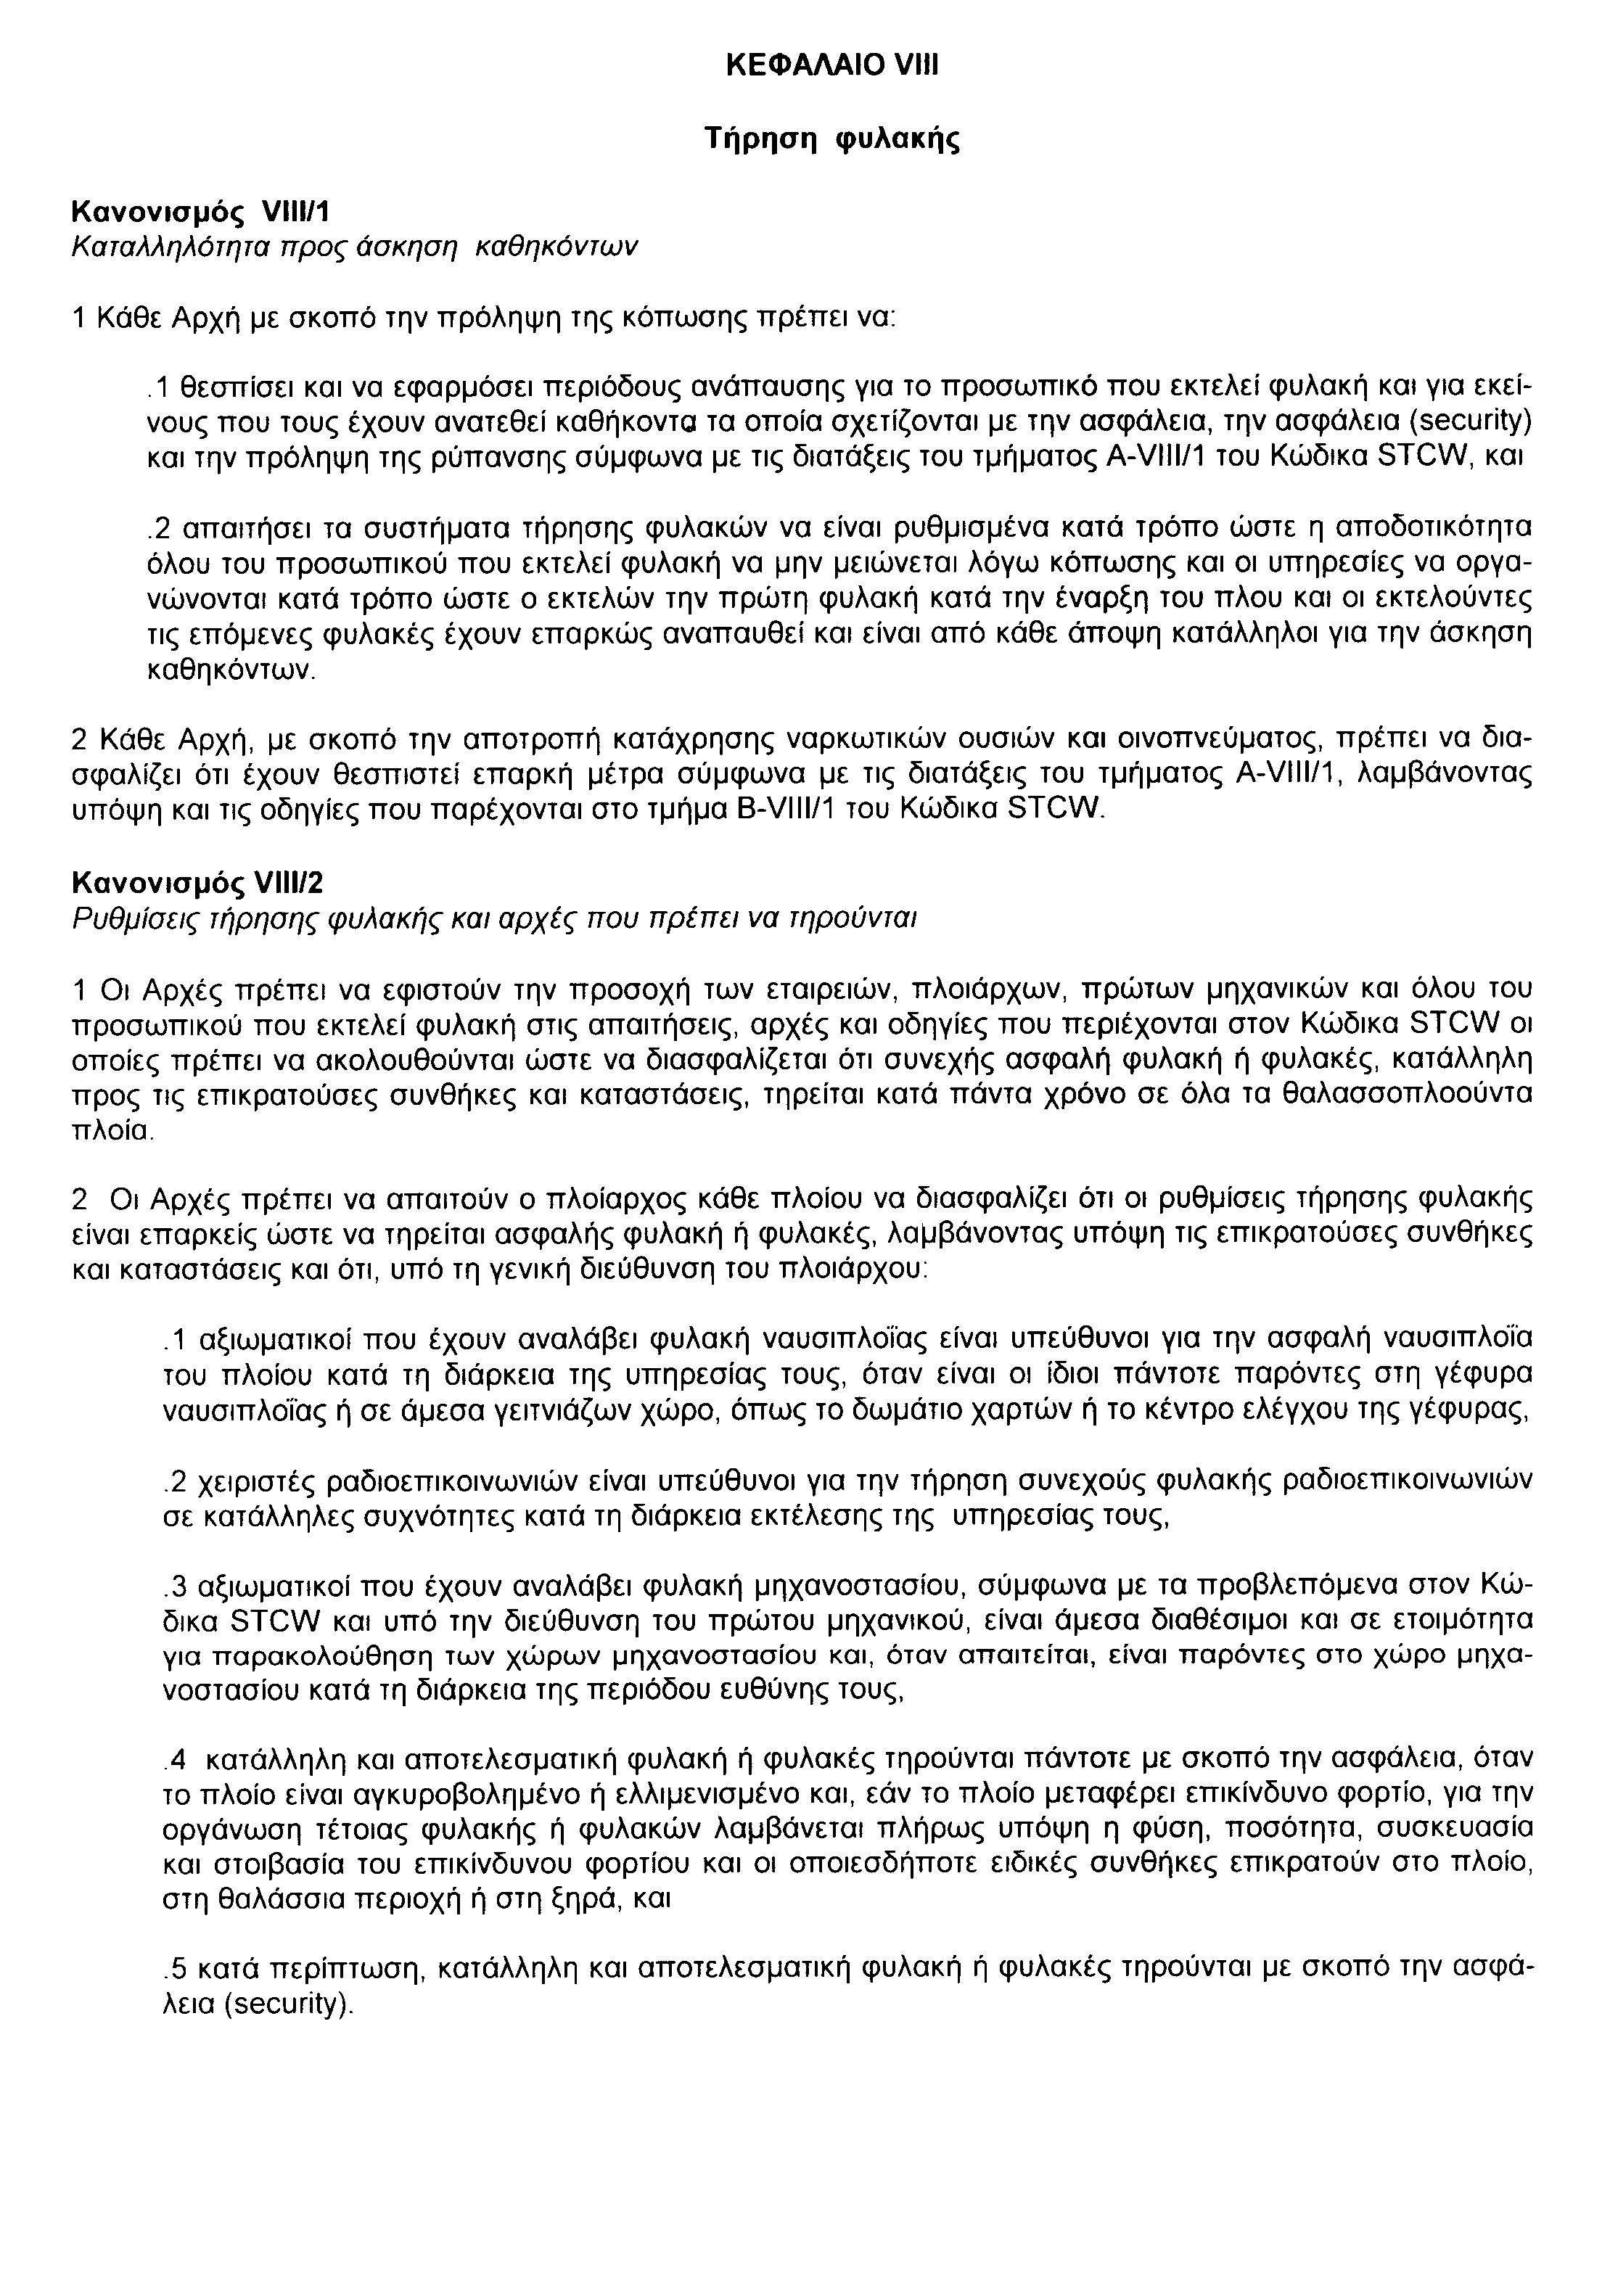 ΚΕΦΑΛΑΙΟ VIII
Τήρηση φυλακής
Κανονισμός VIII/1
Καταλληλότητα προς άσκηση καθηκόντων
1 Κάθε Αρχή με σκοπό την πρόληψη της κόπωσης πρέπει να:
.1 θεσπίσει και να εφαρμόσει περιόδους ανάπαυσης για το προσωπικό που εκτελεί φυλακή και για εκεί-
νους που τους έχουν ανατεθεί καθήκοντα τα οποία σχετίζονται με την ασφάλεια, την ασφάλεια (security)
και την πρόληψη της ρύπανσης σύμφωνα με τις διατάξεις του τμήματος A-VIII/1 του Κώδικα STCW, και
.2 απαιτήσει τα συστήματα τήρησης φυλακών να είναι ρυθμισμένα κατά τρόπο ώστε η αποδοτικότητα
όλου του προσωπικού που εκτελεί φυλακή να μην μειώνεται λόγω κόπωσης και οι υπηρεσίες να οργα-
νώνονται κατά τρόπο ώστε ο εκτελών την πρώτη φυλακή κατά την έναρξη του πλου και οι εκτελούντες
τις επόμενες φυλακές έχουν επαρκώς αναπαυθεί και είναι από κάθε άποψη κατάλληλοι για την άσκηση
καθηκόντων.
2 Κάθε Αρχή, με σκοπό την αποτροπή κατάχρησης ναρκωτικών ουσιών και οινοπνεύματος, πρέπει να δια-
σφαλίζει ότι έχουν θεσπιστεί επαρκή μέτρα σύμφωνα με τις διατάξεις του τμήματος A-VIII/1, λαμβάνοντας
υπόψη και τις οδηγίες που παρέχονται στο τμήμα B-VIII/1 του Κώδικα STCW.
Κανονισμός VIII/2
Ρυθμίσεις τήρησης φυλακής και αρχές που πρέπει να τηρούνται
1 Οι Αρχές πρέπει να εφιστούν την προσοχή των εταιρειών, πλοιάρχων, πρώτων μηχανικών και όλου του
προσωπικού που εκτελεί φυλακή στις απαιτήσεις, αρχές και οδηγίες που περιέχονται στον Κώδικα STCW οι
οποίες πρέπει να ακολουθούνται ώστε να διασφαλίζεται ότι συνεχής ασφαλή φυλακή ή φυλακές, κατάλληλη
προς τις επικρατούσες συνθήκες και καταστάσεις, τηρείται κατά πάντα χρόνο σε όλα τα θαλασσοπλοούντα
πλοία.
2 Οι Αρχές πρέπει να απαιτούν ο πλοίαρχος κάθε πλοίου να διασφαλίζει ότι οι ρυθμίσεις τήρησης φυλακής
είναι επαρκείς ώστε να τηρείται ασφαλής φυλακή ή φυλακές, λαμβάνοντας υπόψη τις επικρατούσες συνθήκες
και καταστάσεις και ότι, υπό τη γενική διεύθυνση του πλοιάρχου:
.1 αξιωματικοί που έχουν αναλάβει φυλακή ναυσιπλοΐας είναι υπεύθυνοι για την ασφαλή ναυσιπλοΐα
του πλοίου κατά τη διάρκεια της υπηρεσίας τους, όταν είναι οι ίδιοι πάντοτε παρόντες στη γέφυρα
ναυσιπλοΐας ή σε άμεσα γειτνιάζων χώρο, όπως το δωμάτιο χαρτών ή το κέντρο ελέγχου της γέφυρας,
.2 χειριστές ραδιοεπικοινωνιών είναι υπεύθυνοι για την τήρηση συνεχούς φυλακής ραδιοεπικοινωνιών
σε κατάλληλες συχνότητες κατά τη διάρκεια εκτέλεσης της υπηρεσίας τους,
.3 αξιωματικοί που έχουν αναλάβει φυλακή μηχανοστασίου, σύμφωνα με τα προβλεπόμενα στον Κώ-
δικα STCW και υπό την διεύθυνση του πρώτου μηχανικού, είναι άμεσα διαθέσιμοι και σε ετοιμότητα
για παρακολούθηση των χώρων μηχανοστασίου και, όταν απαιτείται, είναι παρόντες στο χώρο μηχα-
νοστασίου κατά τη διάρκεια της περιόδου ευθύνης τους,
.4 κατάλληλη και αποτελεσματική φυλακή ή φυλακές τηρούνται πάντοτε με σκοπό την ασφάλεια, όταν
το πλοίο είναι αγκυροβολημένο ή ελλιμενισμένο και, εάν το πλοίο μεταφέρει επικίνδυνο φορτίο, για την
οργάνωση τέτοιας φυλακής ή φυλακών λαμβάνεται πλήρως υπόψη η φύση, ποσότητα, συσκευασία
και στοιβασία του επικίνδυνου φορτίου και οι οποιεσδήποτε ειδικές συνθήκες επικρατούν στο πλοίο,
στη θαλάσσια περιοχή ή στη ξηρά, και
.5 κατά περίπτωση, κατάλληλη και αποτελεσματική φυλακή ή φυλακές τηρούνται με σκοπό την ασφά-
λεια (security).